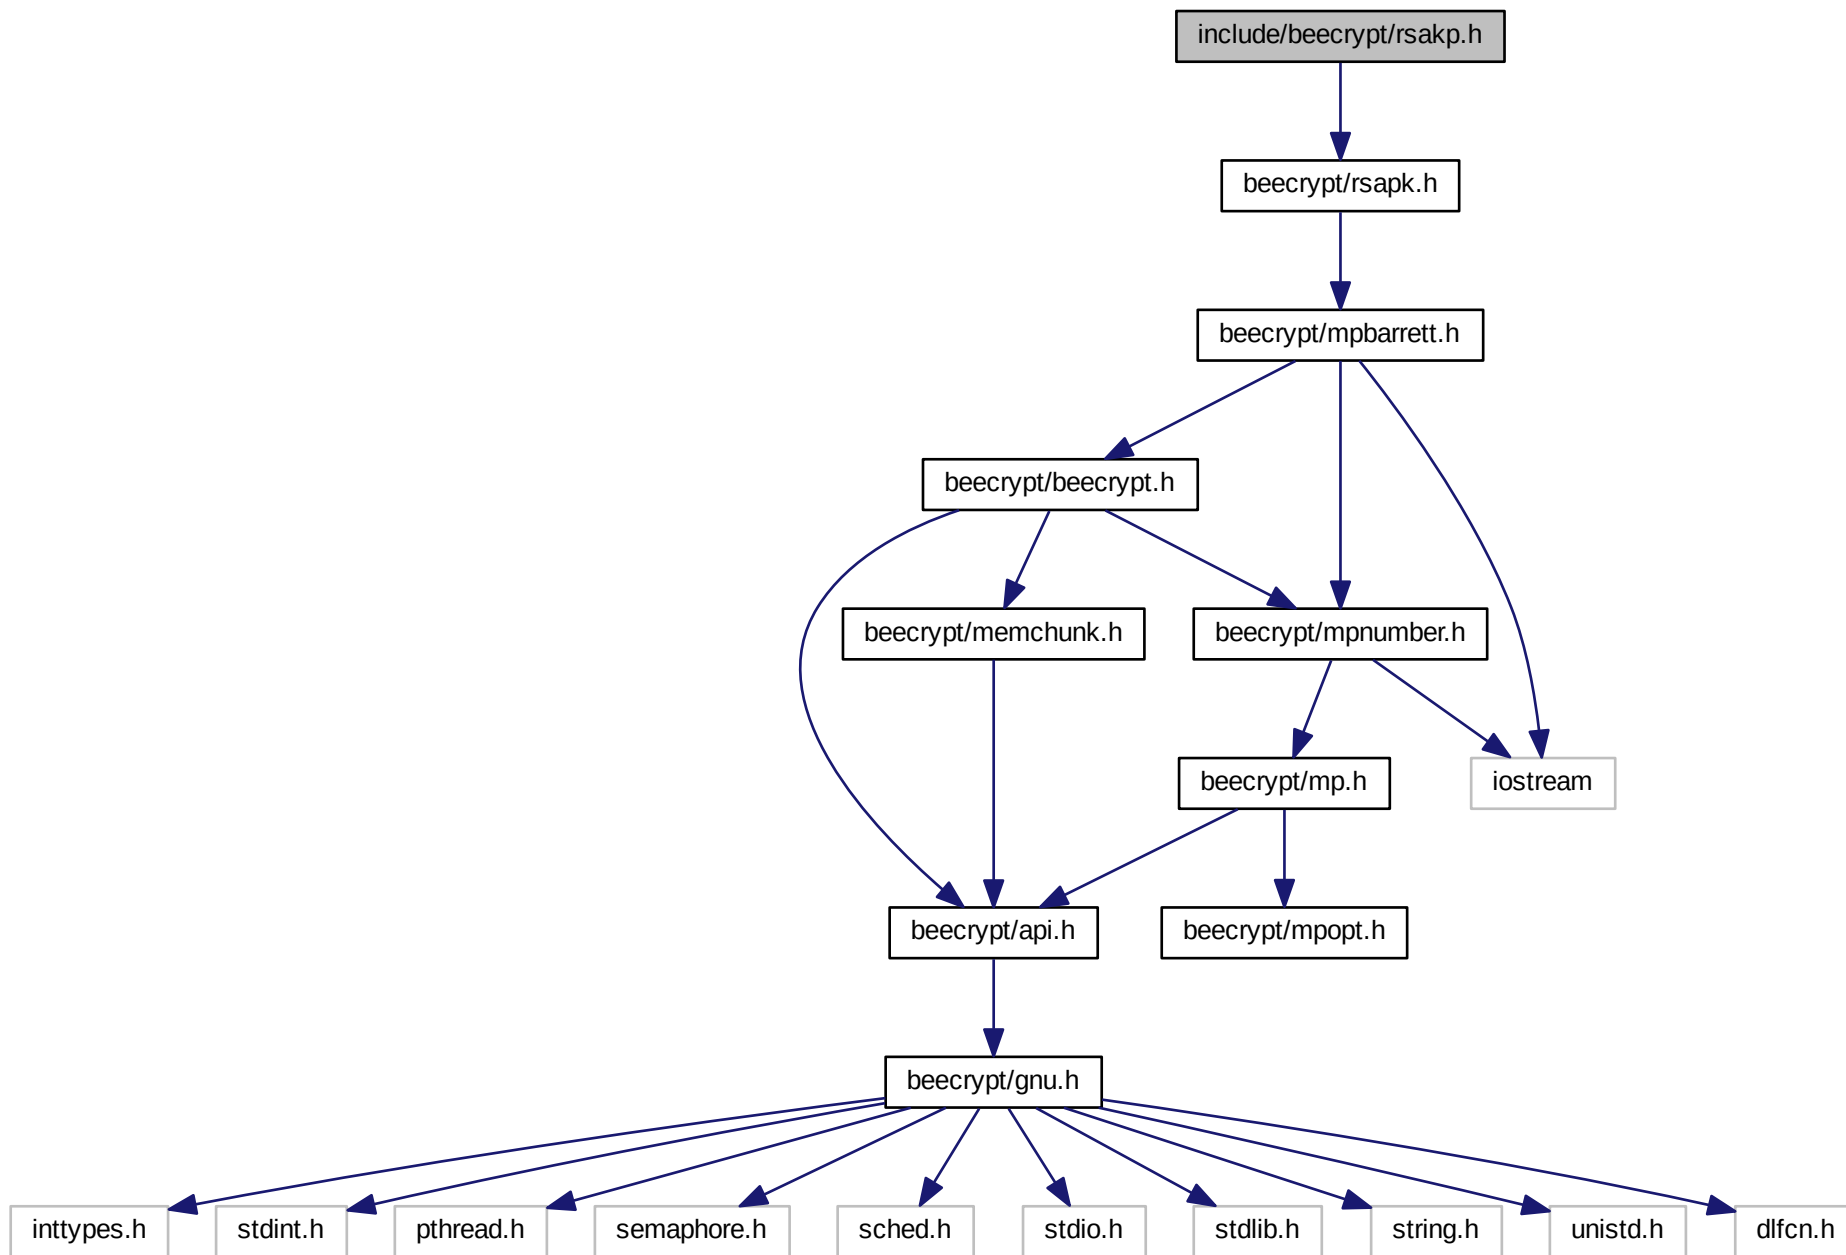 include/beecrypt/rsakp.h
beecrypt/rsapk.h
beecrypt/mpbarrett.h
beecrypt/beecrypt.h
beecrypt/memchunk.h
beecrypt/mpnumber.h
beecrypt/mp.h
iostream
beecrypt/api.h
beecrypt/mpopt.h
beecrypt/gnu.h
inttypes.h
stdint.h
pthread.h
semaphore.h
sched.h
stdio.h
stdlib.h
string.h
unistd.h
dlfcn.h